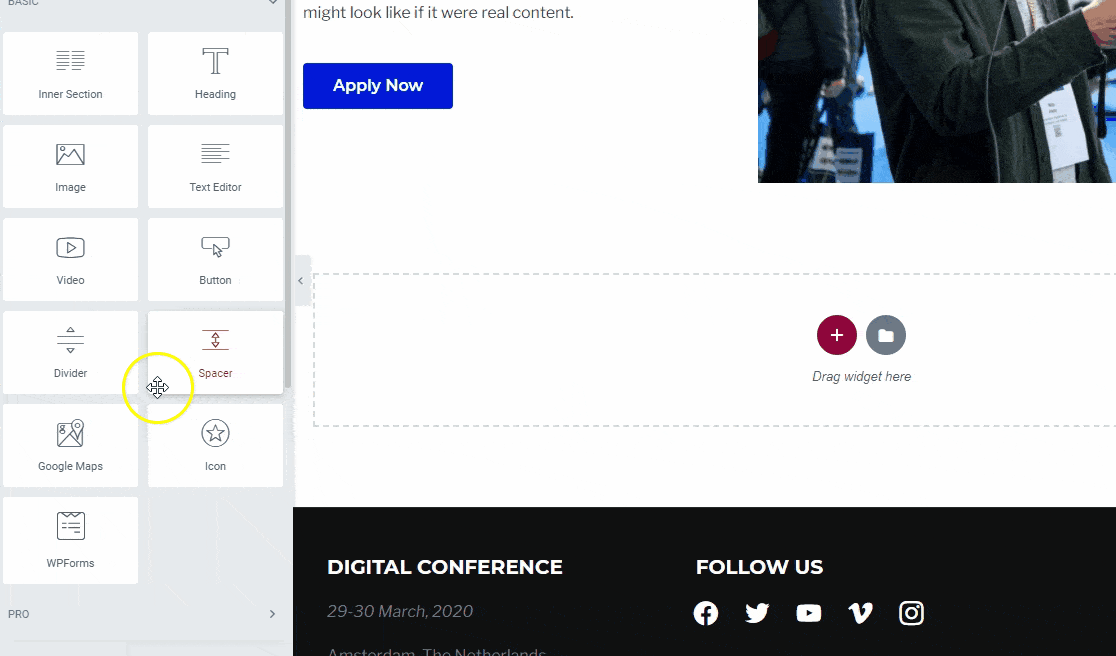 BASIC
Inner Section
Heading
Image
Text Editor
Video
Button
Divider
Spacer
Google Maps
Icon
WPForms
PRO
might look like if it were real content.
Apply Now
Drag widget here
DIGITAL CONFERENCE
29-30 March, 2020
Amsterdam, The Netherlands
FOLLOW US